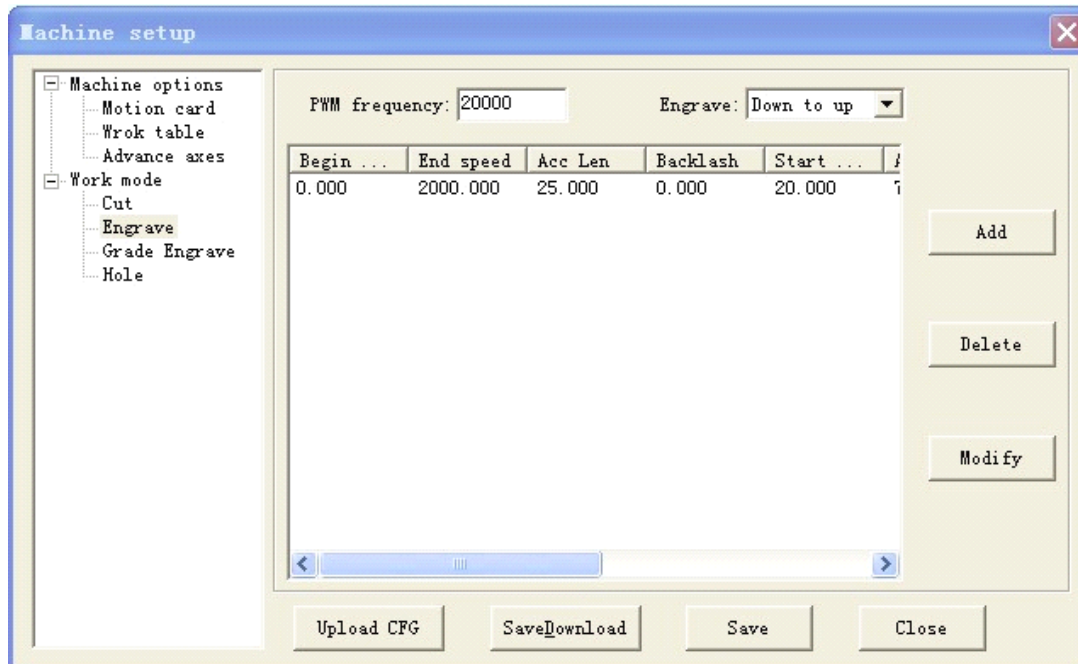 Machine setup
Machine options
Motion card
Wrok table
Advance axes
Work mode
Cut
Engrave
Grade Engrave
Hole
PWM frequency: 20000
Engrave: Down to up
Begin ... End speed Acc Len Backlash Start ...
0.000 2000.000 25.000 0.000 20.000
Add
Delete
Modify
Upload CFG SaveDownload Save Close